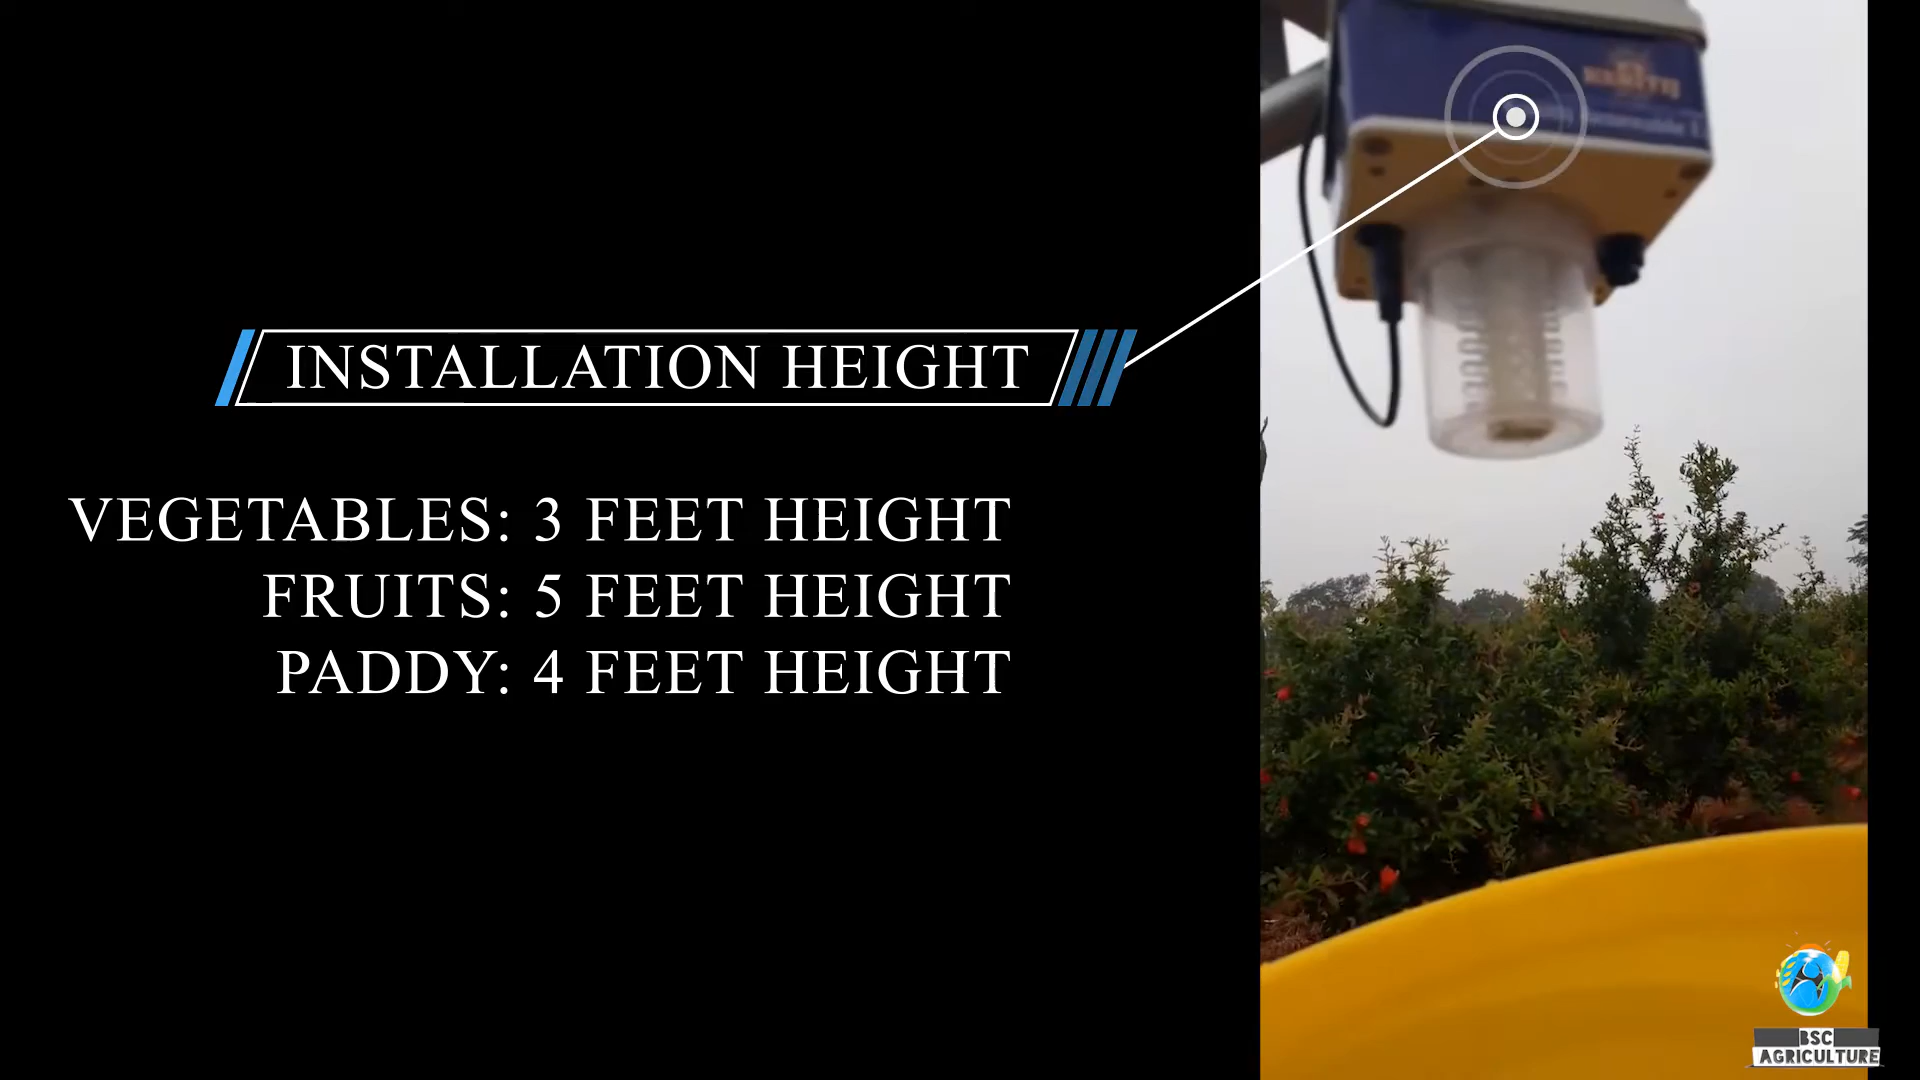 INSTALLATION HEIGHT
VEGETABLES: 3 FEET HEIGHT
FRUITS: 5 FEET HEIGHT
PADDY: 4 FEET HEIGHT
BSC
AGRICULTURE